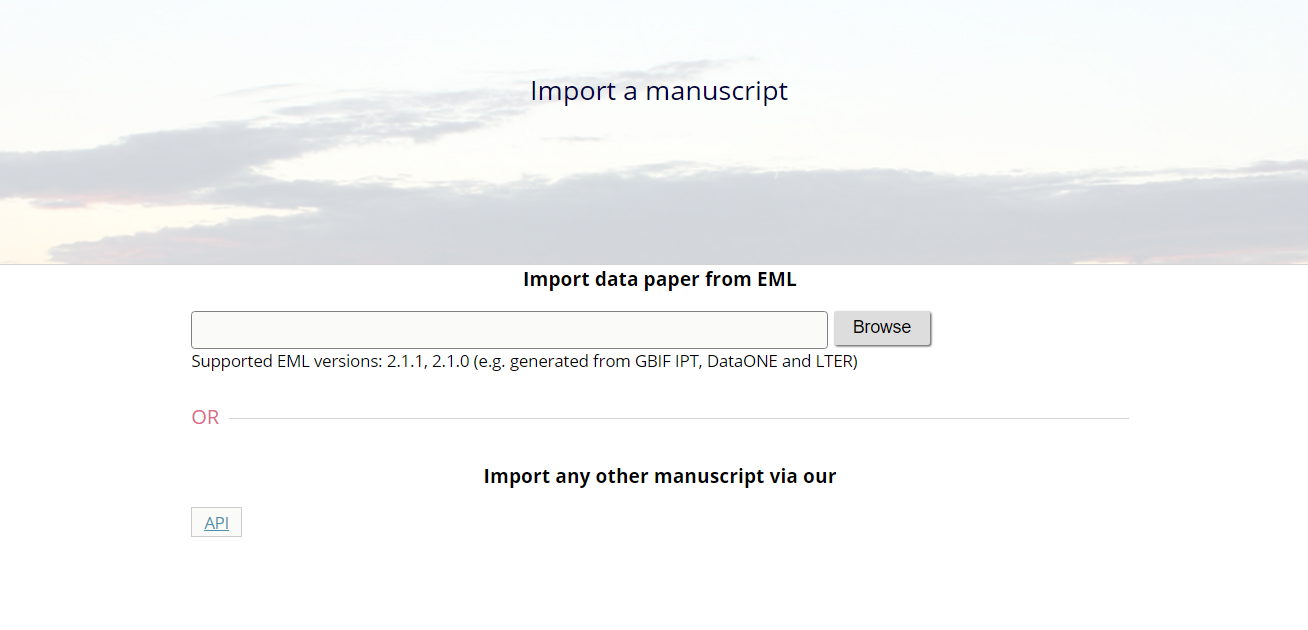 Import a manuscript
Import data paper from EML
Browse
Supported EML versions: 2.1.1, 2.1.0 (e.g. generated from GBIF IPT, DataONE and LTER)
OR
Import any other manuscript via our
API